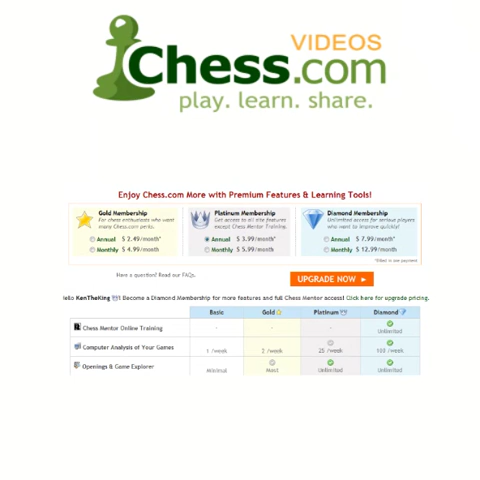 VIDEOS
Chess.com
play. learn. share.
Enjoy Chess.com More with Premium Features & Learning Tools!
Gold Membership
For chess enthusiasts who want
many Chess.com perks.
Annual $ 2.49/month*
Monthly $ 4.99/month
Platinum Membership
Get access to all site features
except Chess Mentor Training.
Annual $ 3.99/month*
Monthly $ 5.99/month
Diamond Membership
Unlimited access for serious players
who want to improve quickly!
Annual $ 7.99/month*
Monthly $ 12.99/month
*Billed in one payment
Have a question? Read our FAQs.
UPGRADE NOW
Hello KenTheKing! Become a Diamond Membership for more features and full Chess Mentor access! Click here for upgrade pricing.
Basic Gold Platinum Diamond
Chess Mentor Online Training - - - Unlimited
Computer Analysis of Your Games 1 /week 2 /week 25 /week 100 /week
Openings & Game Explorer Minimal Most Unlimited Unlimited